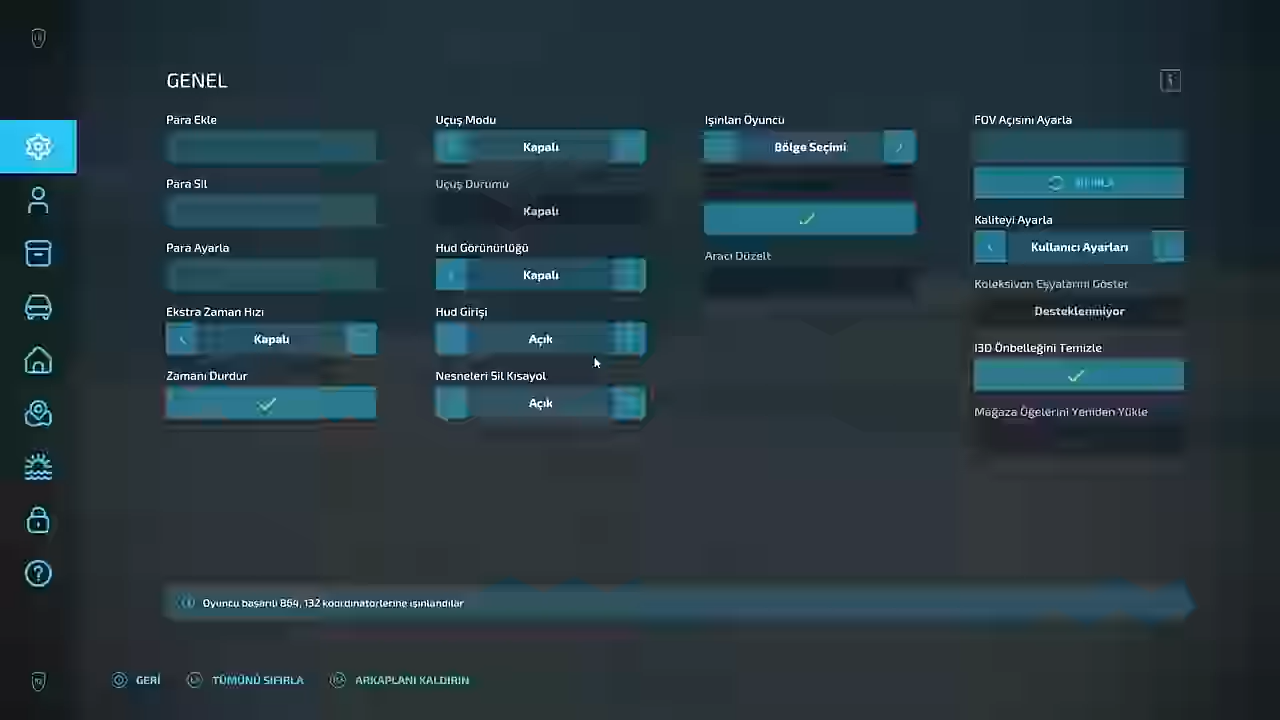 GENEL
Para Ekle
Para Sil
Para Ayarla
Ekstra Zaman Hızı
Kapalı
Zamanı Durdur
Uçuş Modu
Kapalı
Uçuş Durumu
Kapalı
Hud Görünürlüğü
Kapalı
Hud Girişi
Açık
Nesneleri Sil Kısayol
Açık
Işınlan Oyuncu
Bölge Seçimi
Aracı Düzelt
FOV Açısını Ayarla
SIFIRLA
Kaliteyi Ayarla
Kullanıcı Ayarları
Koleksiyon Eşyalarını Göster
Desteklenmiyor
I3D Önbelleğini Temizle
Mağaza Öğelerini Yeniden Yükle
Oyuncu başarılı 864, 132 koordinatörlerine ışınlandılar
GERİ
TÜMÜNÜ SIFIRLA
ARKAPLANI KALDIRIN